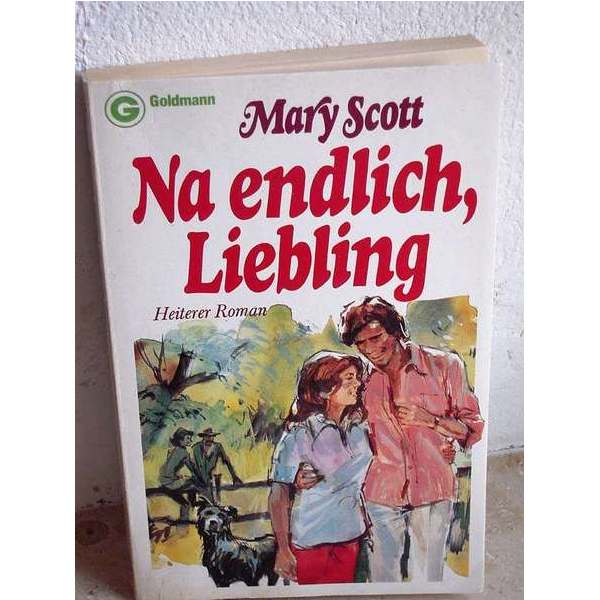 G Goldmann
Mary Scott
Na endlich,
Liebling
Heiterer Roman